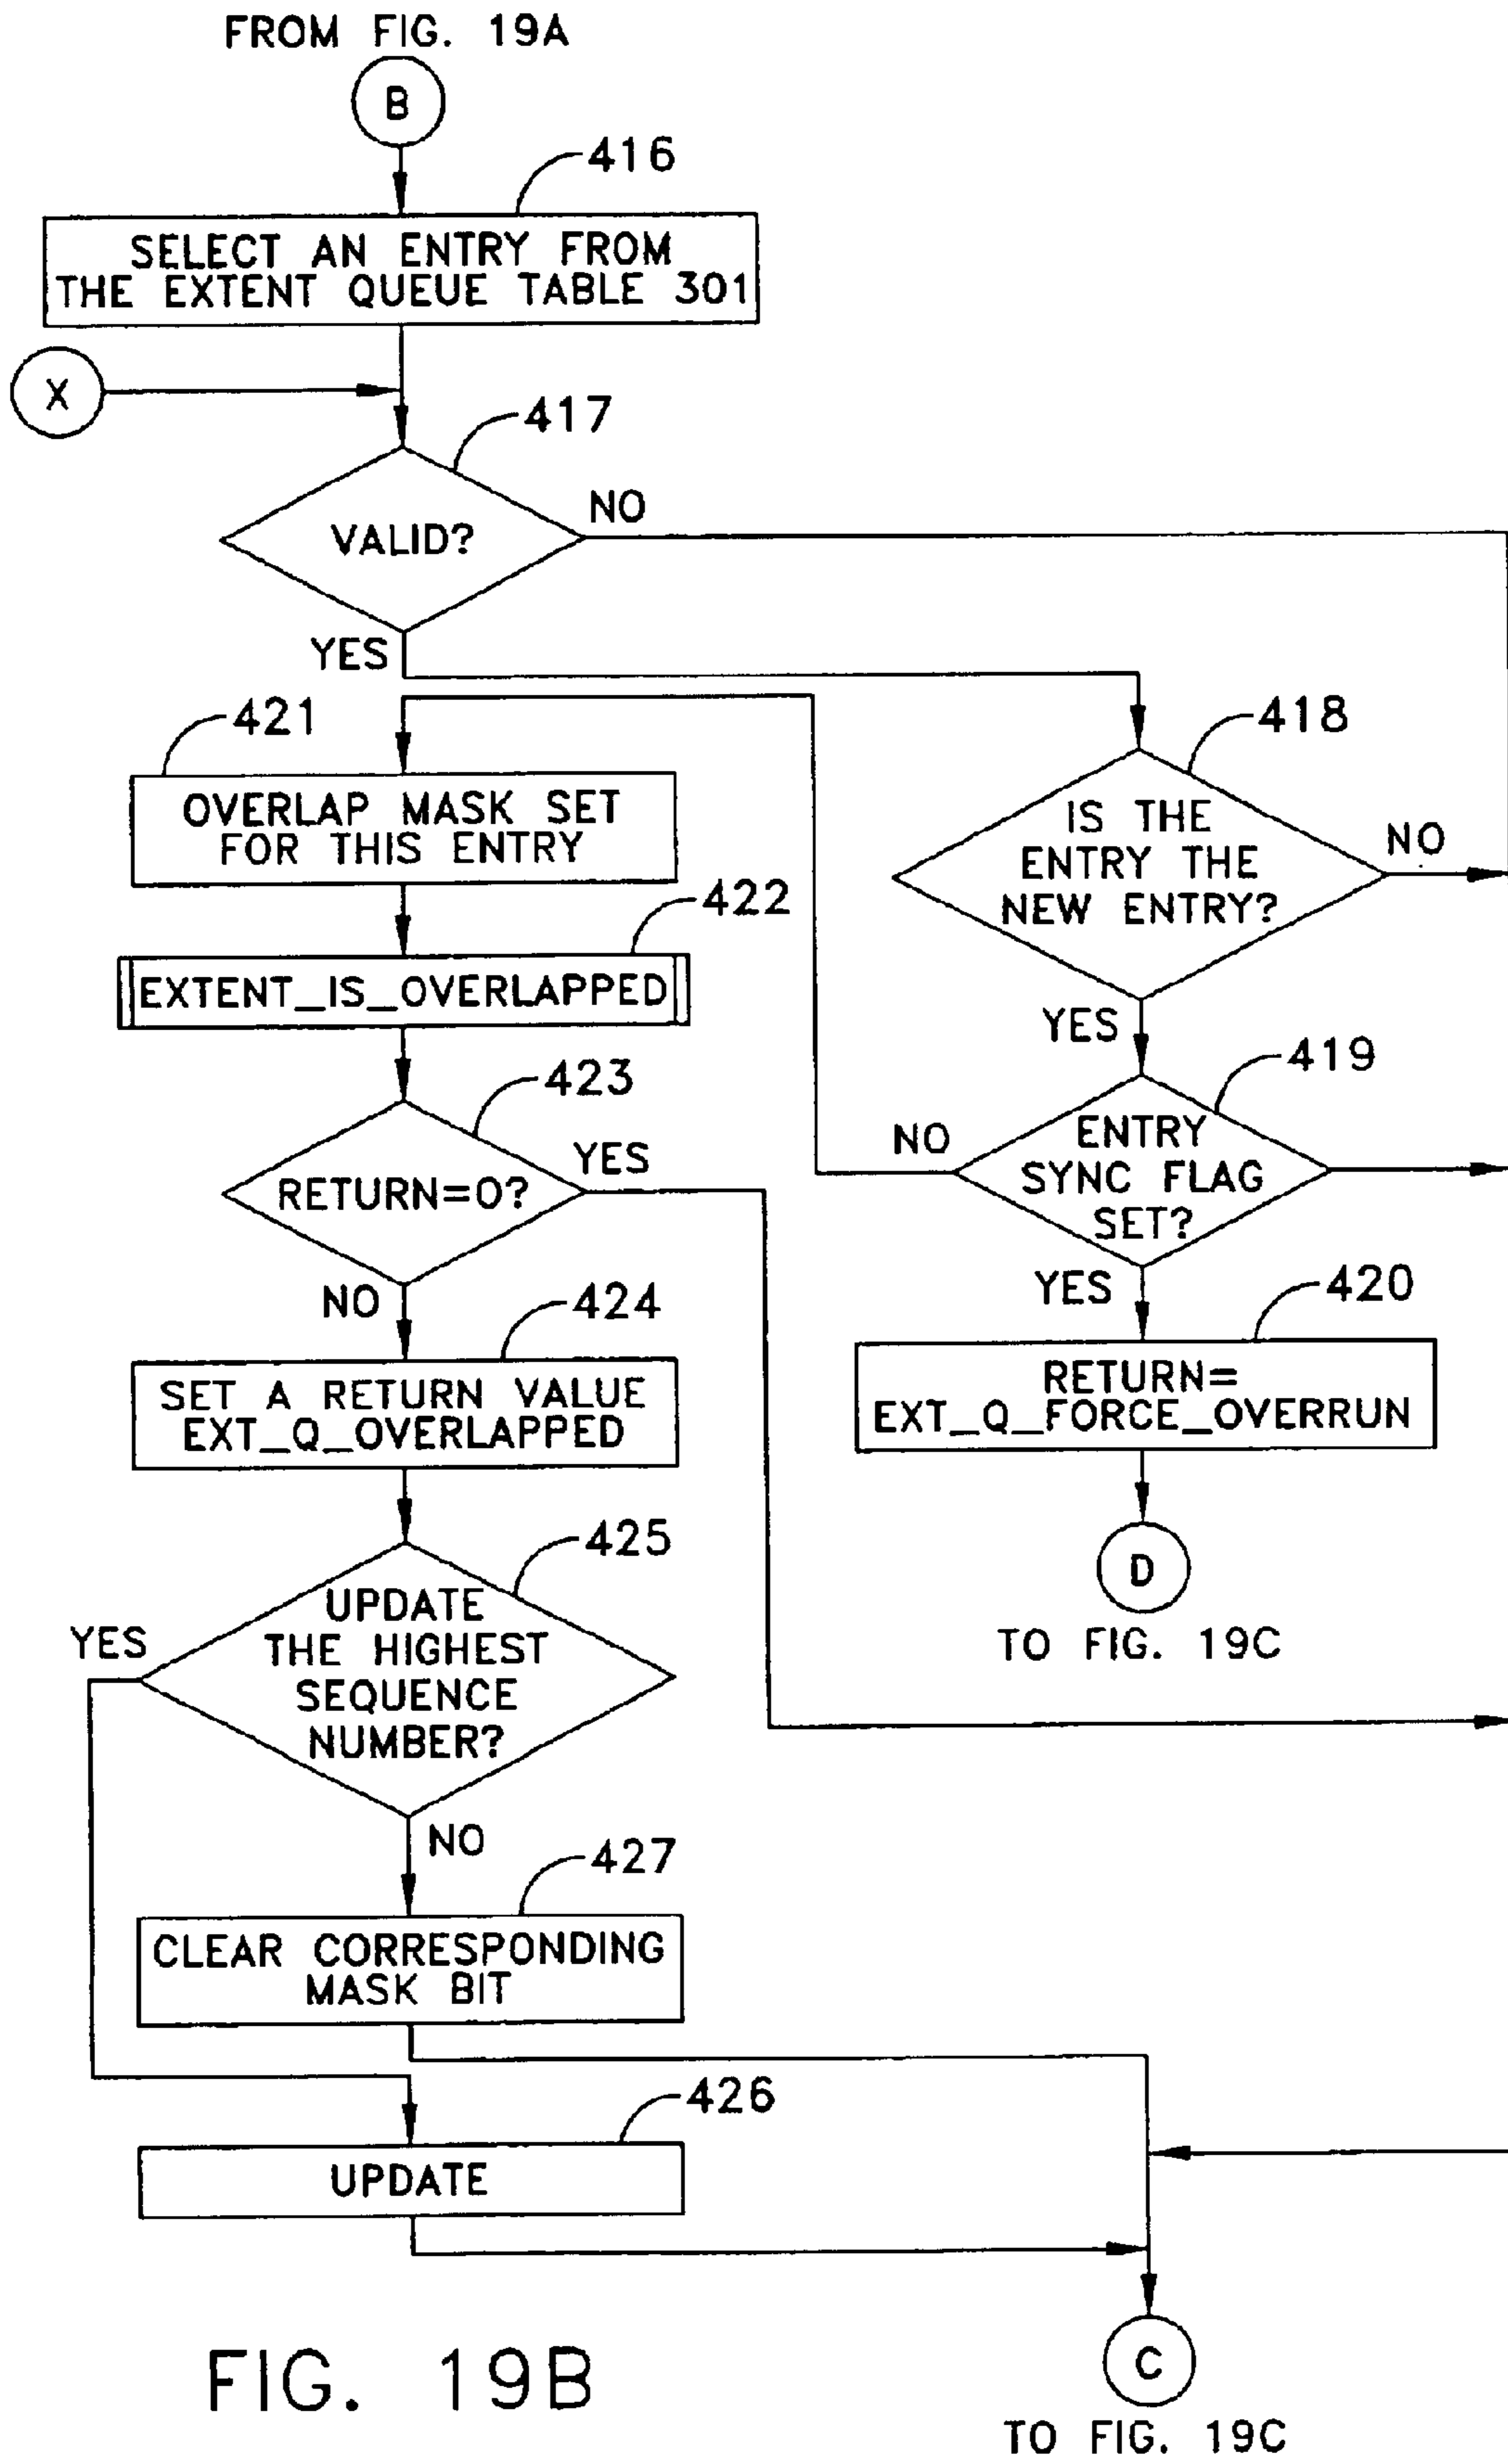 FROM FIG. 19A
B
416
SELECT AN ENTRY FROM
THE EXTENT QUEUE TABLE 301
X
417
VALID?
NO
YES
418
IS THE
ENTRY THE
NEW ENTRY?
NO
YES
419
ENTRY
SYNC FLAG
SET?
NO
YES
420
RETURN=
EXT_Q_FORCE_OVERRUN
D
TO FIG. 19C
421
OVERLAP MASK SET
FOR THIS ENTRY
422
EXTENT_IS_OVERLAPPED
423
RETURN=0?
YES
NO
424
SET A RETURN VALUE
EXT_Q_OVERLAPPED
425
UPDATE
THE HIGHEST
SEQUENCE
NUMBER?
YES
NO
427
CLEAR CORRESPONDING
MASK BIT
426
UPDATE
C
TO FIG. 19C
FIG. 19B